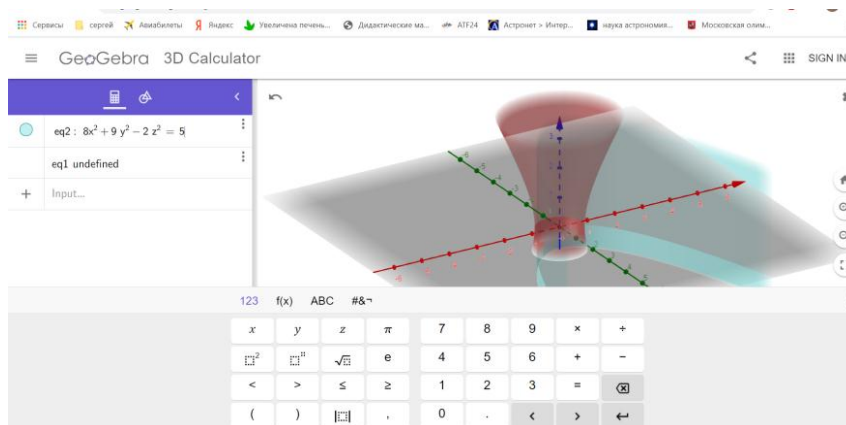 Сервисы сергей Авиабилеты Яндекс Увеличена печень... Дидактические ма... ATF24 Астронет > Интер... наука астрономия... Московская олим...
GeoGebra 3D Calculator SIGN IN
eq2 : 8x² + 9 y² − 2 z² = 5
eq1 undefined
+ Input...
123 f(x) ABC #&¬
x y z π 7 8 9 × ÷
e 4 5 6 + −
< > ≤ ≥ 1 2 3 =
( ) , 0 . < >